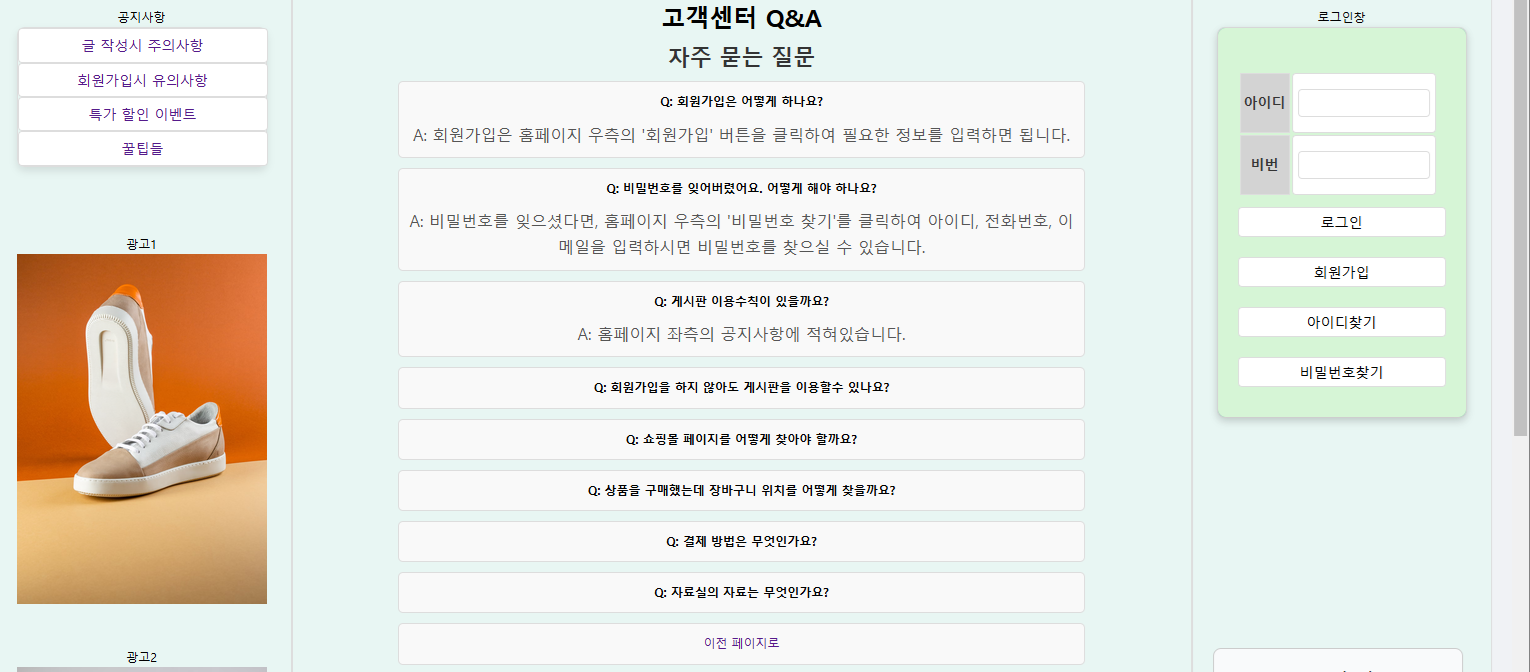 공지사항
글 작성시 주의사항
회원가입시 유의사항
특가 할인 이벤트
꿀팁들
광고1
광고2
고객센터 Q&A
자주 묻는 질문
Q: 회원가입은 어떻게 하나요?
A: 회원가입은 홈페이지 우측의 '회원가입' 버튼을 클릭하여 필요한 정보를 입력하면 됩니다.
Q: 비밀번호를 잊어버렸어요. 어떻게 해야 하나요?
A: 비밀번호를 잊으셨다면, 홈페이지 우측의 '비밀번호 찾기'를 클릭하여 아이디, 전화번호, 이
메일을 입력하시면 비밀번호를 찾으실 수 있습니다.
Q: 게시판 이용수칙이 있을까요?
A: 홈페이지 좌측의 공지사항에 적혀있습니다.
Q: 회원가입을 하지 않아도 게시판을 이용할수 있나요?
Q: 쇼핑몰 페이지를 어떻게 찾아야 할까요?
Q: 상품을 구매했는데 장바구니 위치를 어떻게 찾을까요?
Q: 결제 방법은 무엇인가요?
Q: 자료실의 자료는 무엇인가요?
이전 페이지로
로그인창
아이디
비번
로그인
회원가입
아이디찾기
비밀번호찾기